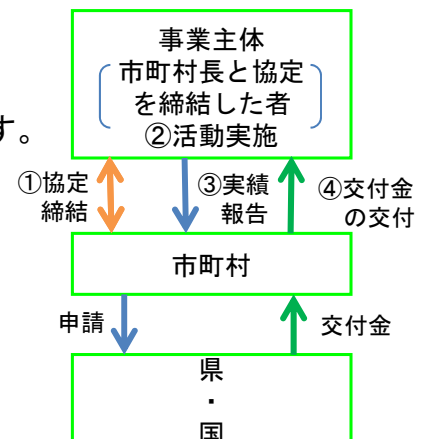 事業主体
市町村長と協定
を締結した者
②活動実施
す。
①協定
締結
③実績
報告
④交付金
の交付
市町村
申請
交付金
県
・
国